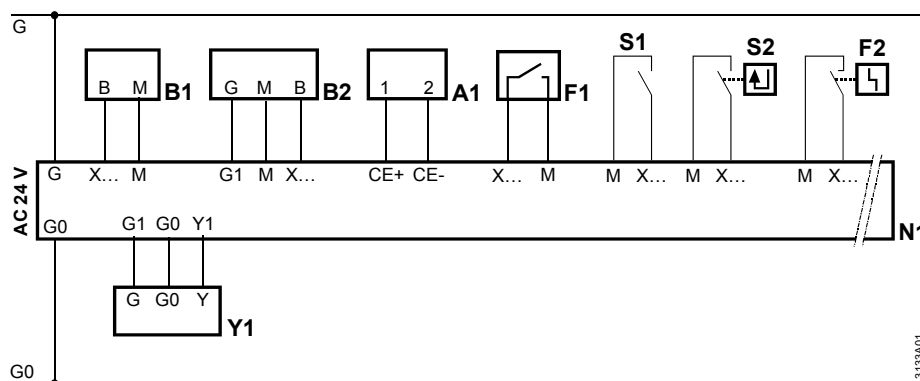 G
S1 S2 F2
B M B1
G M B B2
1 2 A1
F1
AC 24 V
G X... M G1 M X... CE+ CE- X... M M X... M X... M X...
G0 G1 G0 Y1
N1
G G0 Y
Y1
G0
3133A01